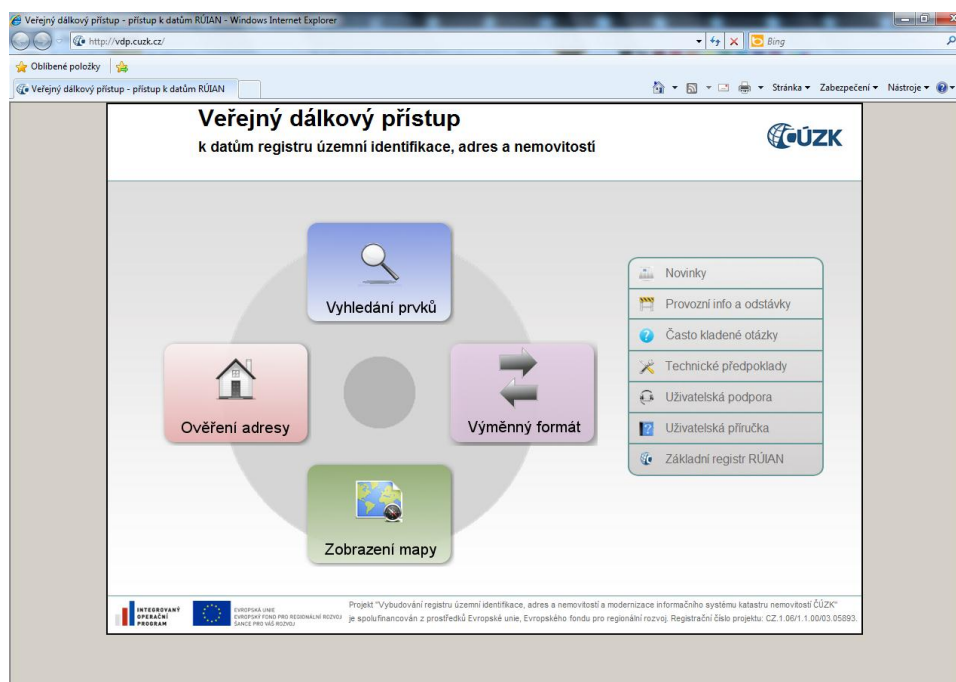 Veřejný dálkový přístup - přístup k datům RÚIAN - Windows Internet Explorer
http://vdp.cuzk.cz/
Bing
Oblíbené položky
Veřejný dálkový přístup - přístup k datům RÚIAN
Stránka
Zabezpečení
Nástroje
Veřejný dálkový přístup
k datům registru územní identifikace, adres a nemovitostí
ČÚZK
Vyhledání prvků
Ověření adresy
Výměnný formát
Zobrazení mapy
Novinky
Provozní info a odstávky
Často kladené otázky
Technické předpoklady
Uživatelská podpora
Uživatelská příručka
Základní registr RÚIAN
INTEGROVANÝ
OPERAČNÍ
PROGRAM
EVROPSKÁ UNIE
EVROPSKÝ FOND PRO REGIONÁLNÍ ROZVOJ
ŠANCE PRO VÁŠ ROZVOJ
Projekt "Vybudování registru územní identifikace, adres a nemovitostí a modernizace informačního systému katastru nemovitostí ČÚZK"
je spolufinancován z prostředků Evropské unie, Evropského fondu pro regionální rozvoj. Registrační číslo projektu: CZ.1.06/1.1.00/03.05893.